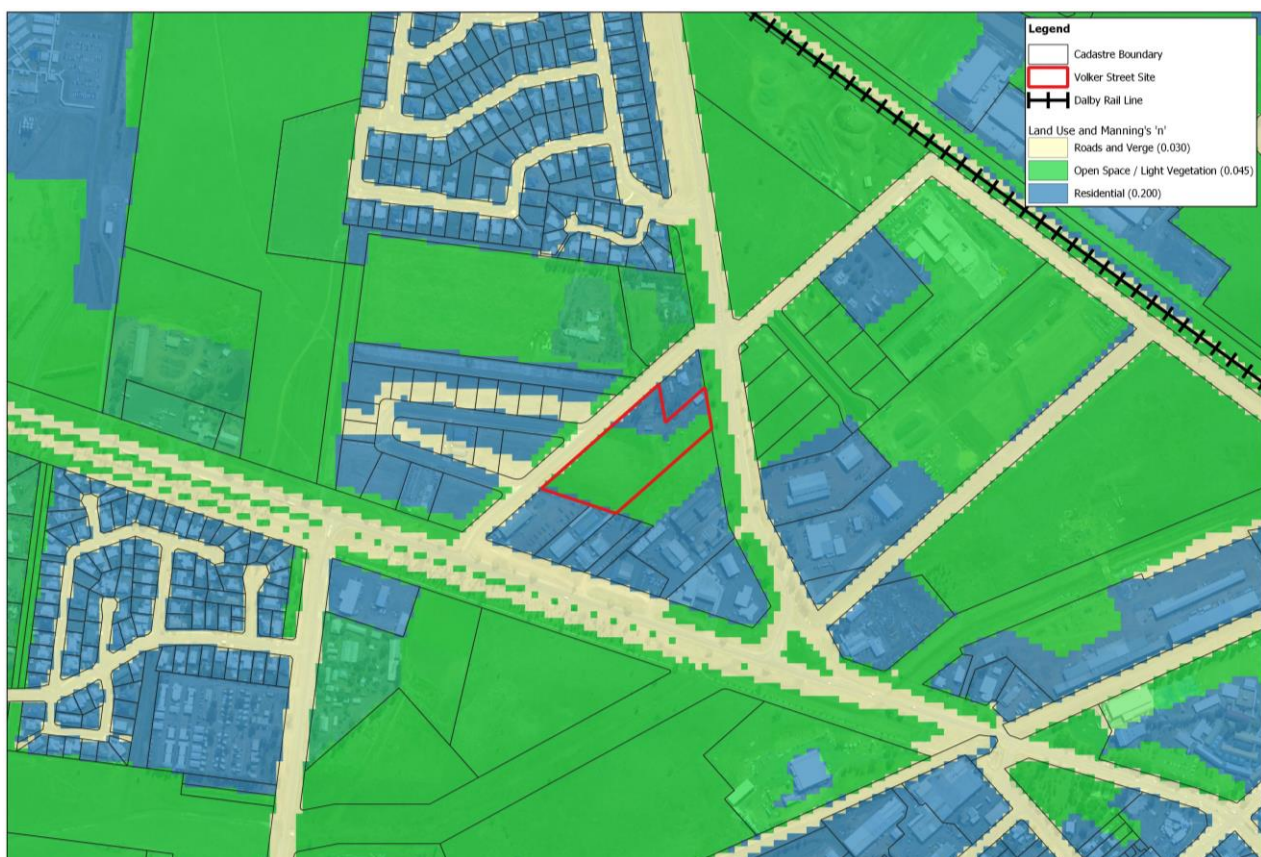 Legend
Cadastre Boundary
Volker Street Site
Dalby Rail Line
Land Use and Manning's 'n'
Roads and Verge (0.030)
Open Space / Light Vegetation (0.045)
Residential (0.200)